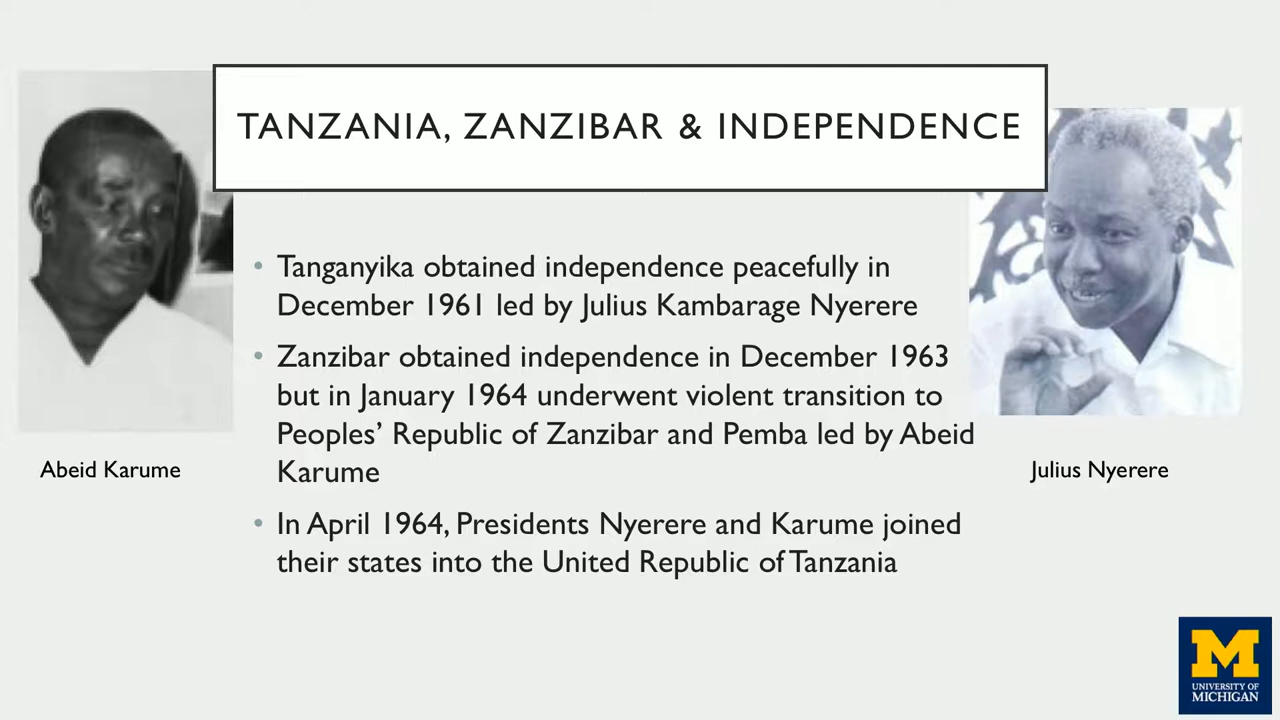 TANZANIA, ZANZIBAR & INDEPENDENCE
• Tanganyika obtained independence peacefully in
December 1961 led by Julius Kambarage Nyerere
• Zanzibar obtained independence in December 1963
but in January 1964 underwent violent transition to
Peoples’ Republic of Zanzibar and Pemba led by Abeid
Karume
• In April 1964, Presidents Nyerere and Karume joined
their states into the United Republic of Tanzania
Abeid Karume
Julius Nyerere
M
UNIVERSITY OF
MICHIGAN